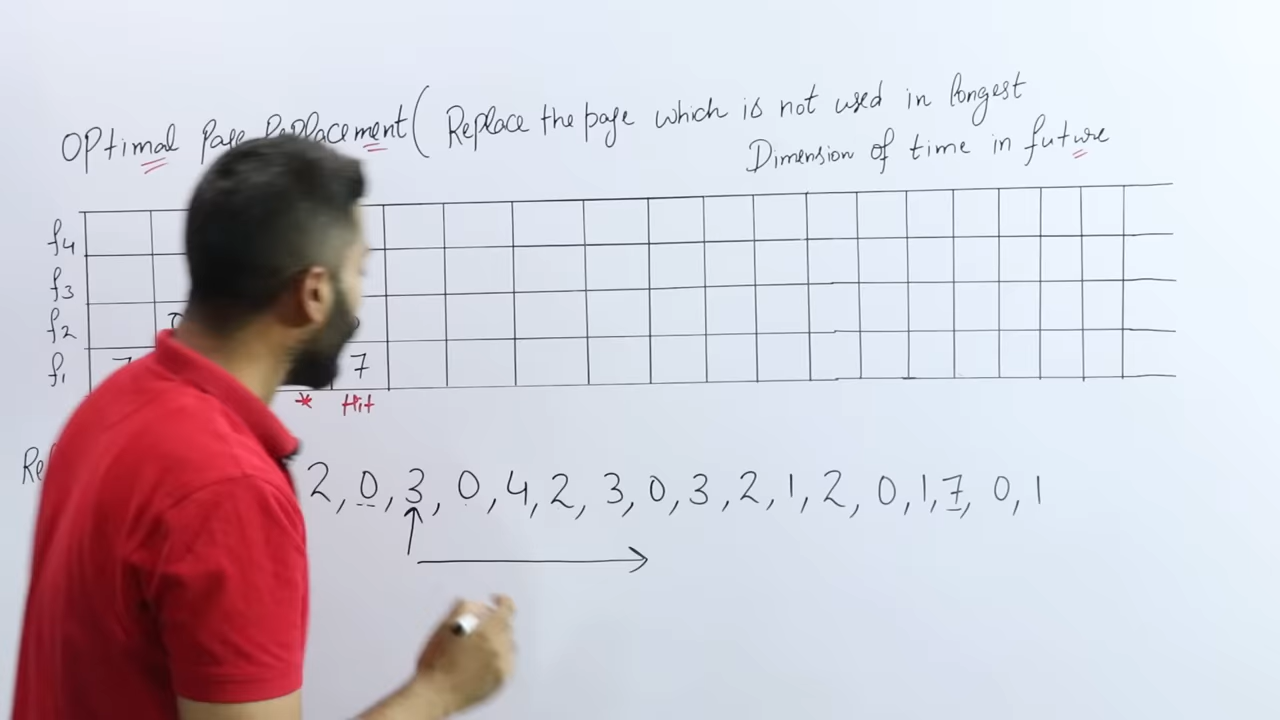 OPtimal Page Replacement ( Replace the page which is not used in longest
Dimension of time in future
f4
f3
f2
f1 7 7
* Hit
2, 0, 3, 0, 4, 2, 3, 0, 3, 2, 1, 2, 0, 1, 7, 0, 1